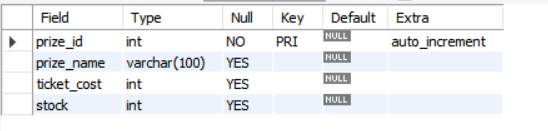 Field Type Null Key Default Extra
prize_id int NO PRI NULL auto_increment
prize_name varchar(100) YES NULL
ticket_cost int YES NULL
stock int YES NULL